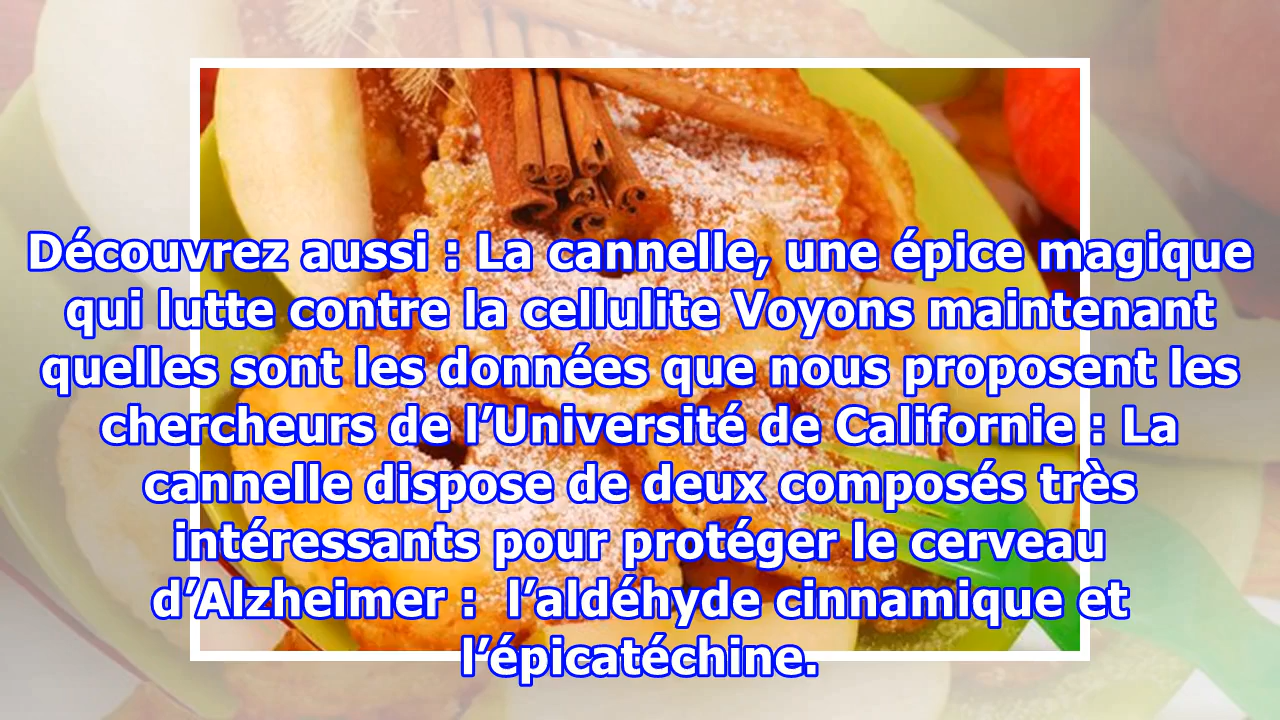 Découvrez aussi : La cannelle, une épice magique
qui lutte contre la cellulite Voyons maintenant
quelles sont les données que nous proposent les
chercheurs de l’Université de Californie : La
cannelle dispose de deux composés très
intéressants pour protéger le cerveau
d’Alzheimer :  l’aldéhyde cinnamique et
l’épicatéchine.